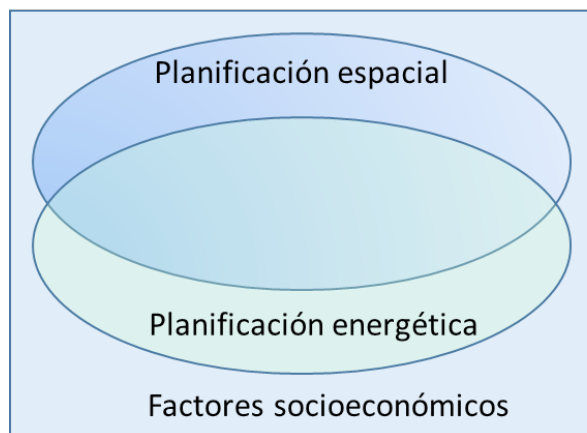 Planificación espacial
Planificación energética
Factores socioeconómicos